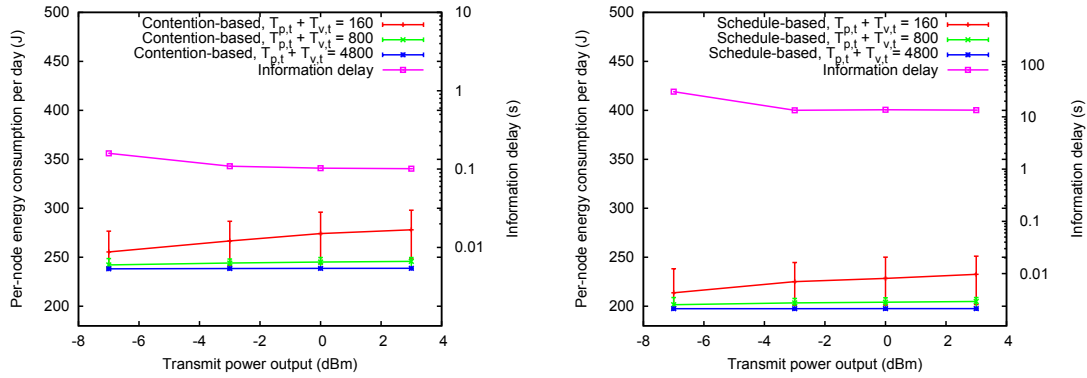 Contention-based, Tp,t + Tv,t = 160
Contention-based, Tp,t + Tv,t = 800
Contention-based, Tp,t + Tv,t = 4800
Information delay
Per-node energy consumption per day (J)
500
450
400
350
300
250
200
10
1
0.1
0.01
Information delay (s)
-8 -6 -4 -2 0 2 4
Transmit power output (dBm)
Schedule-based, Tp,t + Tv,t = 160
Schedule-based, Tp,t + Tv,t = 800
Schedule-based, Tp,t + Tv,t = 4800
Information delay
Per-node energy consumption per day (J)
500
450
400
350
300
250
200
100
10
1
0.1
0.01
Information delay (s)
-8 -6 -4 -2 0 2 4
Transmit power output (dBm)